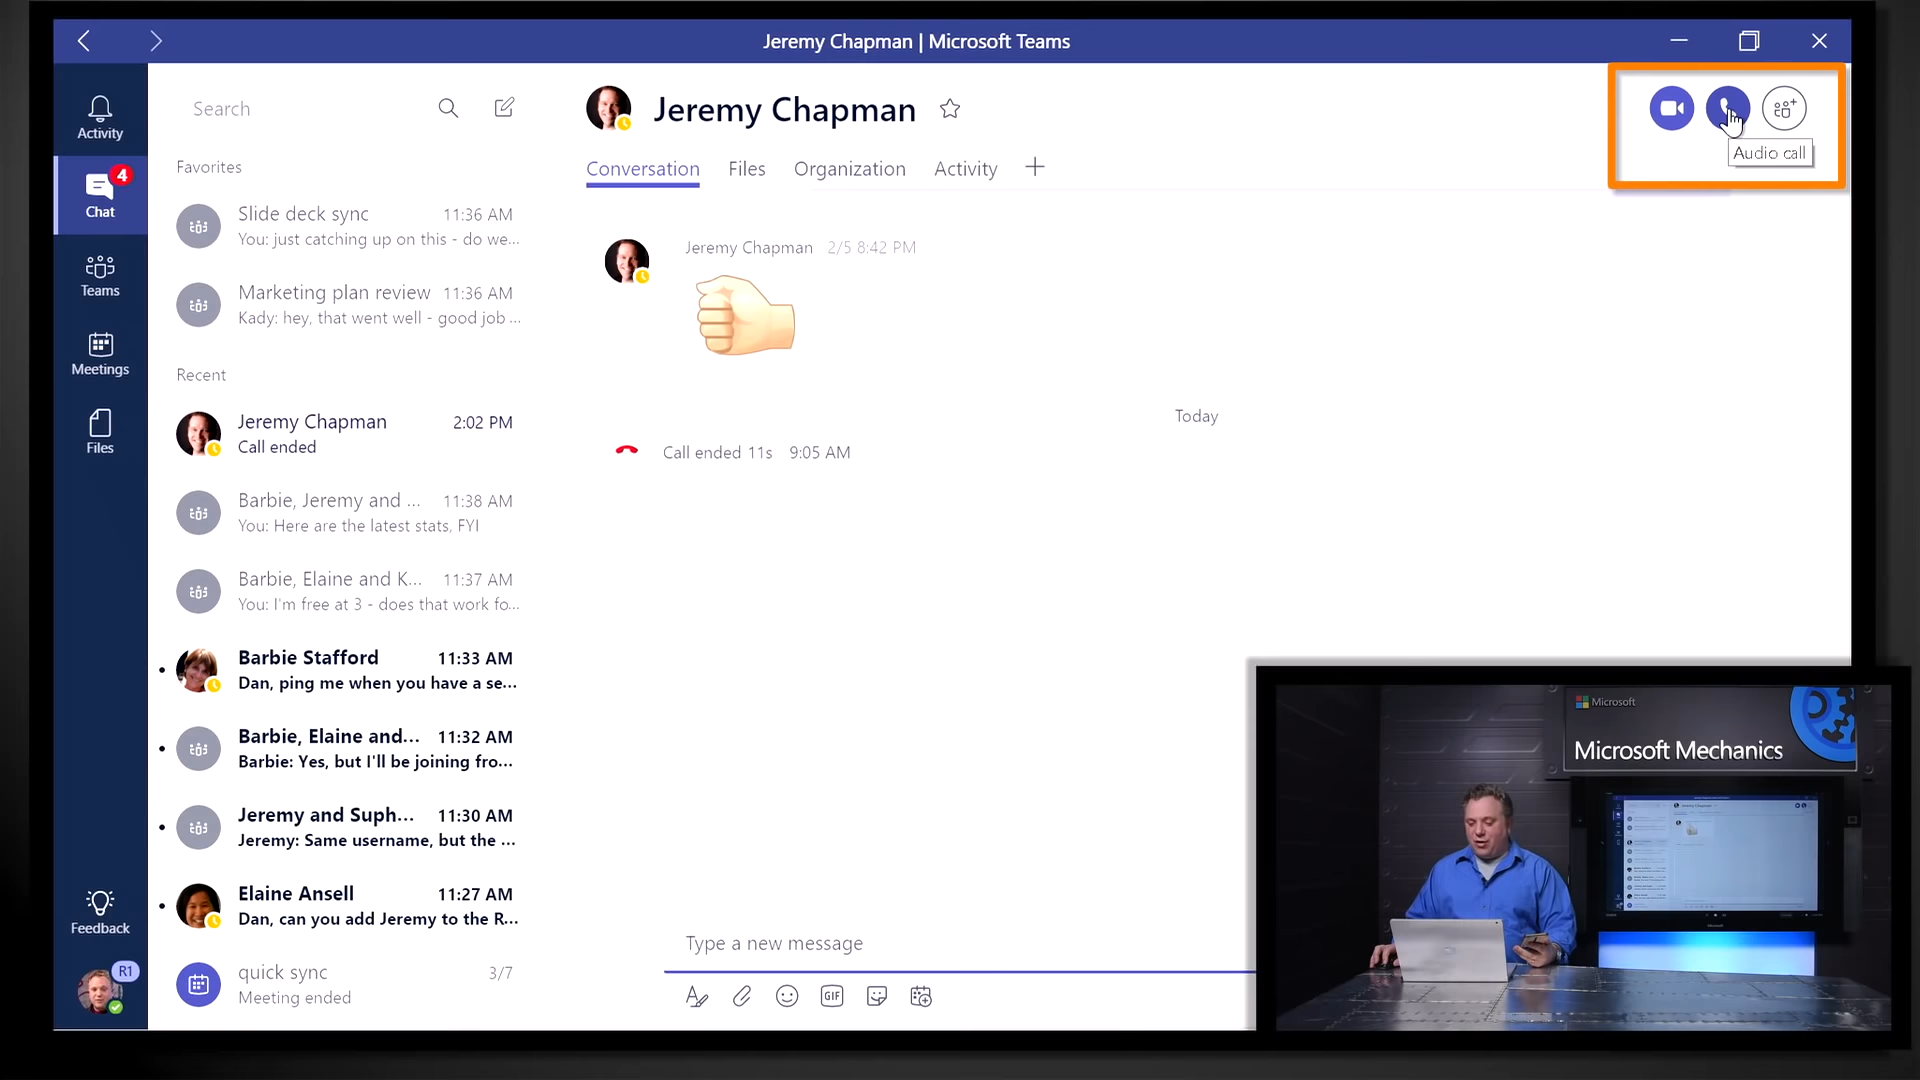 Jeremy Chapman | Microsoft Teams
Activity
4
Chat
Teams
Meetings
Files
Feedback
R1
Search
Favorites
Slide deck sync 11:36 AM
You: just catching up on this - do we...
Marketing plan review 11:36 AM
Kady: hey, that went well - good job ...
Recent
Jeremy Chapman 2:02 PM
Call ended
Barbie, Jeremy and ... 11:38 AM
You: Here are the latest stats, FYI
Barbie, Elaine and K... 11:37 AM
You: I'm free at 3 - does that work fo...
Barbie Stafford 11:33 AM
Dan, ping me when you have a se...
Barbie, Elaine and... 11:32 AM
Barbie: Yes, but I'll be joining fro...
Jeremy and Suph... 11:30 AM
Jeremy: Same username, but the ...
Elaine Ansell 11:27 AM
Dan, can you add Jeremy to the R...
quick sync 3/7
Meeting ended
Jeremy Chapman
Conversation Files Organization Activity
Audio call
Jeremy Chapman 2/5 8:42 PM
Today
Call ended 11s 9:05 AM
Type a new message
GIF
Microsoft
Microsoft Mechanics